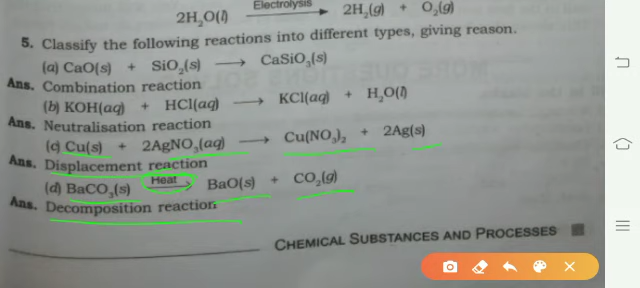 2H₂O(l) Electrolysis → 2H₂(g) + O₂(g)
5. Classify the following reactions into different types, giving reason.
(a) CaO(s) + SiO₂(s) → CaSiO₃(s)
Ans. Combination reaction
(b) KOH(aq) + HCl(aq) → KCl(aq) + H₂O(l)
Ans. Neutralisation reaction
(c) Cu(s) + 2AgNO₃(aq) → Cu(NO₃)₂ + 2Ag(s)
Ans. Displacement reaction
(d) BaCO₃(s) Heat → BaO(s) + CO₂(g)
Ans. Decomposition reaction
CHEMICAL SUBSTANCES AND PROCESSES